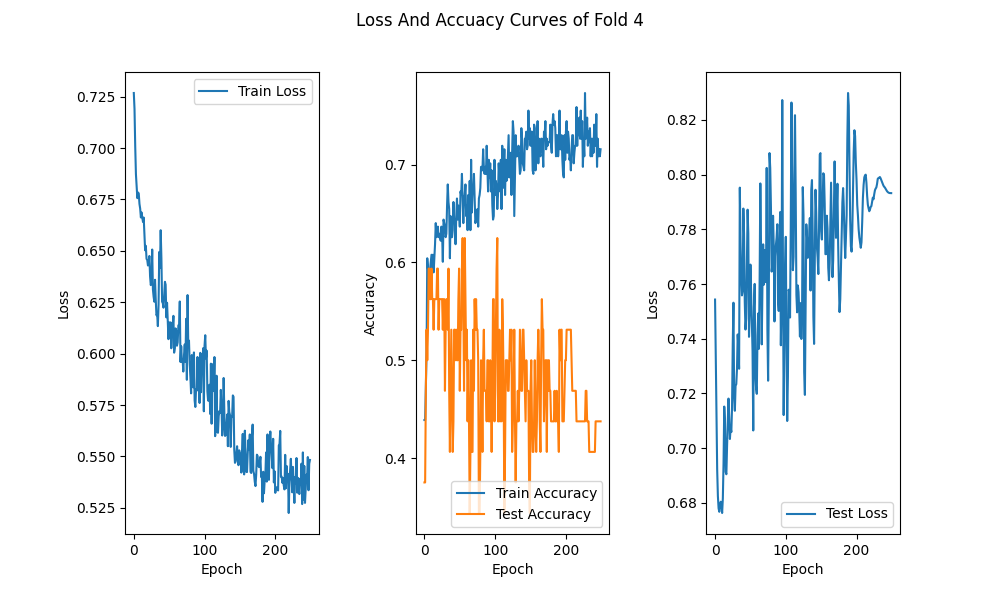 Loss And Accuacy Curves of Fold 4
Loss
0.725
0.700
0.675
0.650
0.625
0.600
0.575
0.550
0.525
0
100
200
Epoch
Train Loss
Accuracy
0.7
0.6
0.5
0.4
0
100
200
Epoch
Train Accuracy
Test Accuracy
Loss
0.82
0.80
0.78
0.76
0.74
0.72
0.70
0.68
0
100
200
Epoch
Test Loss